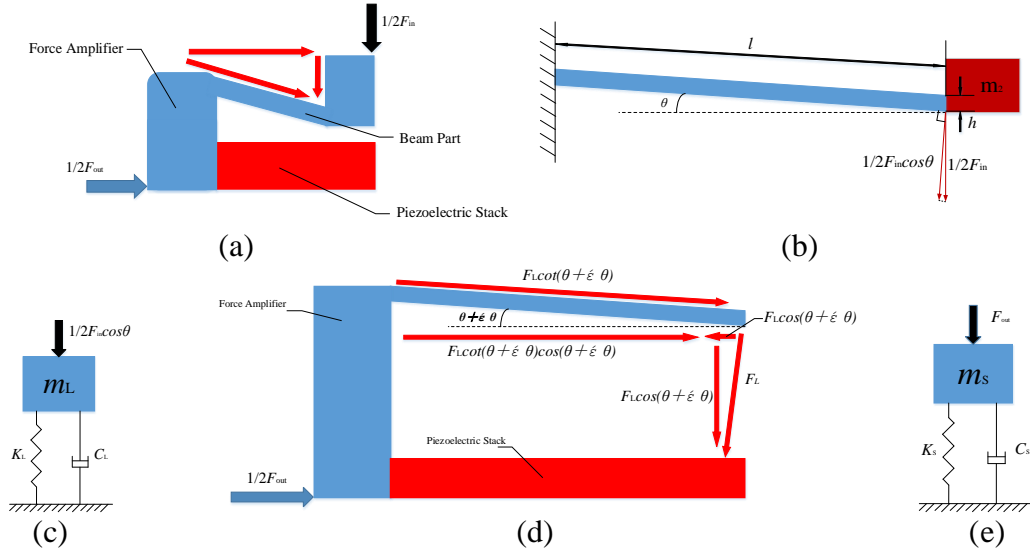 1/2Fin
Force Amplifier
Beam Part
1/2Fout
Piezoelectric Stack
(a)
l
θ
m2
h
1/2Fincosθ
1/2Fin
(b)
1/2Fincosθ
mL
KL
CL
(c)
FLcot(θ+έ θ)
Force Amplifier
θ+έ θ
FLcos(θ+έ θ)
FLcot(θ+έ θ)cos(θ+έ θ)
FLcos(θ+έ θ)
FL
Piezoelectric Stack
1/2Fout
(d)
Fout
mS
KS
CS
(e)